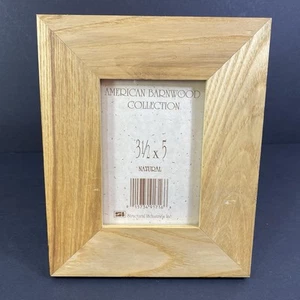 AMERICAN BARNWOOD
COLLECTION
3½ x 5
NATURAL